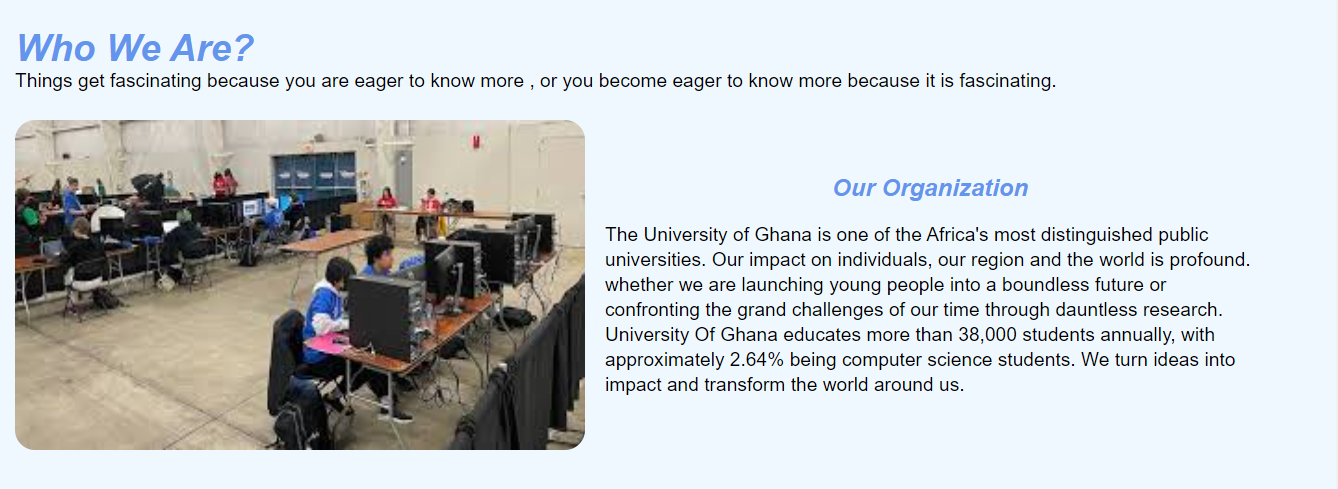 Who We Are?
Things get fascinating because you are eager to know more , or you become eager to know more because it is fascinating.
Our Organization
The University of Ghana is one of the Africa's most distinguished public
universities. Our impact on individuals, our region and the world is profound.
whether we are launching young people into a boundless future or
confronting the grand challenges of our time through dauntless research.
University Of Ghana educates more than 38,000 students annually, with
approximately 2.64% being computer science students. We turn ideas into
impact and transform the world around us.